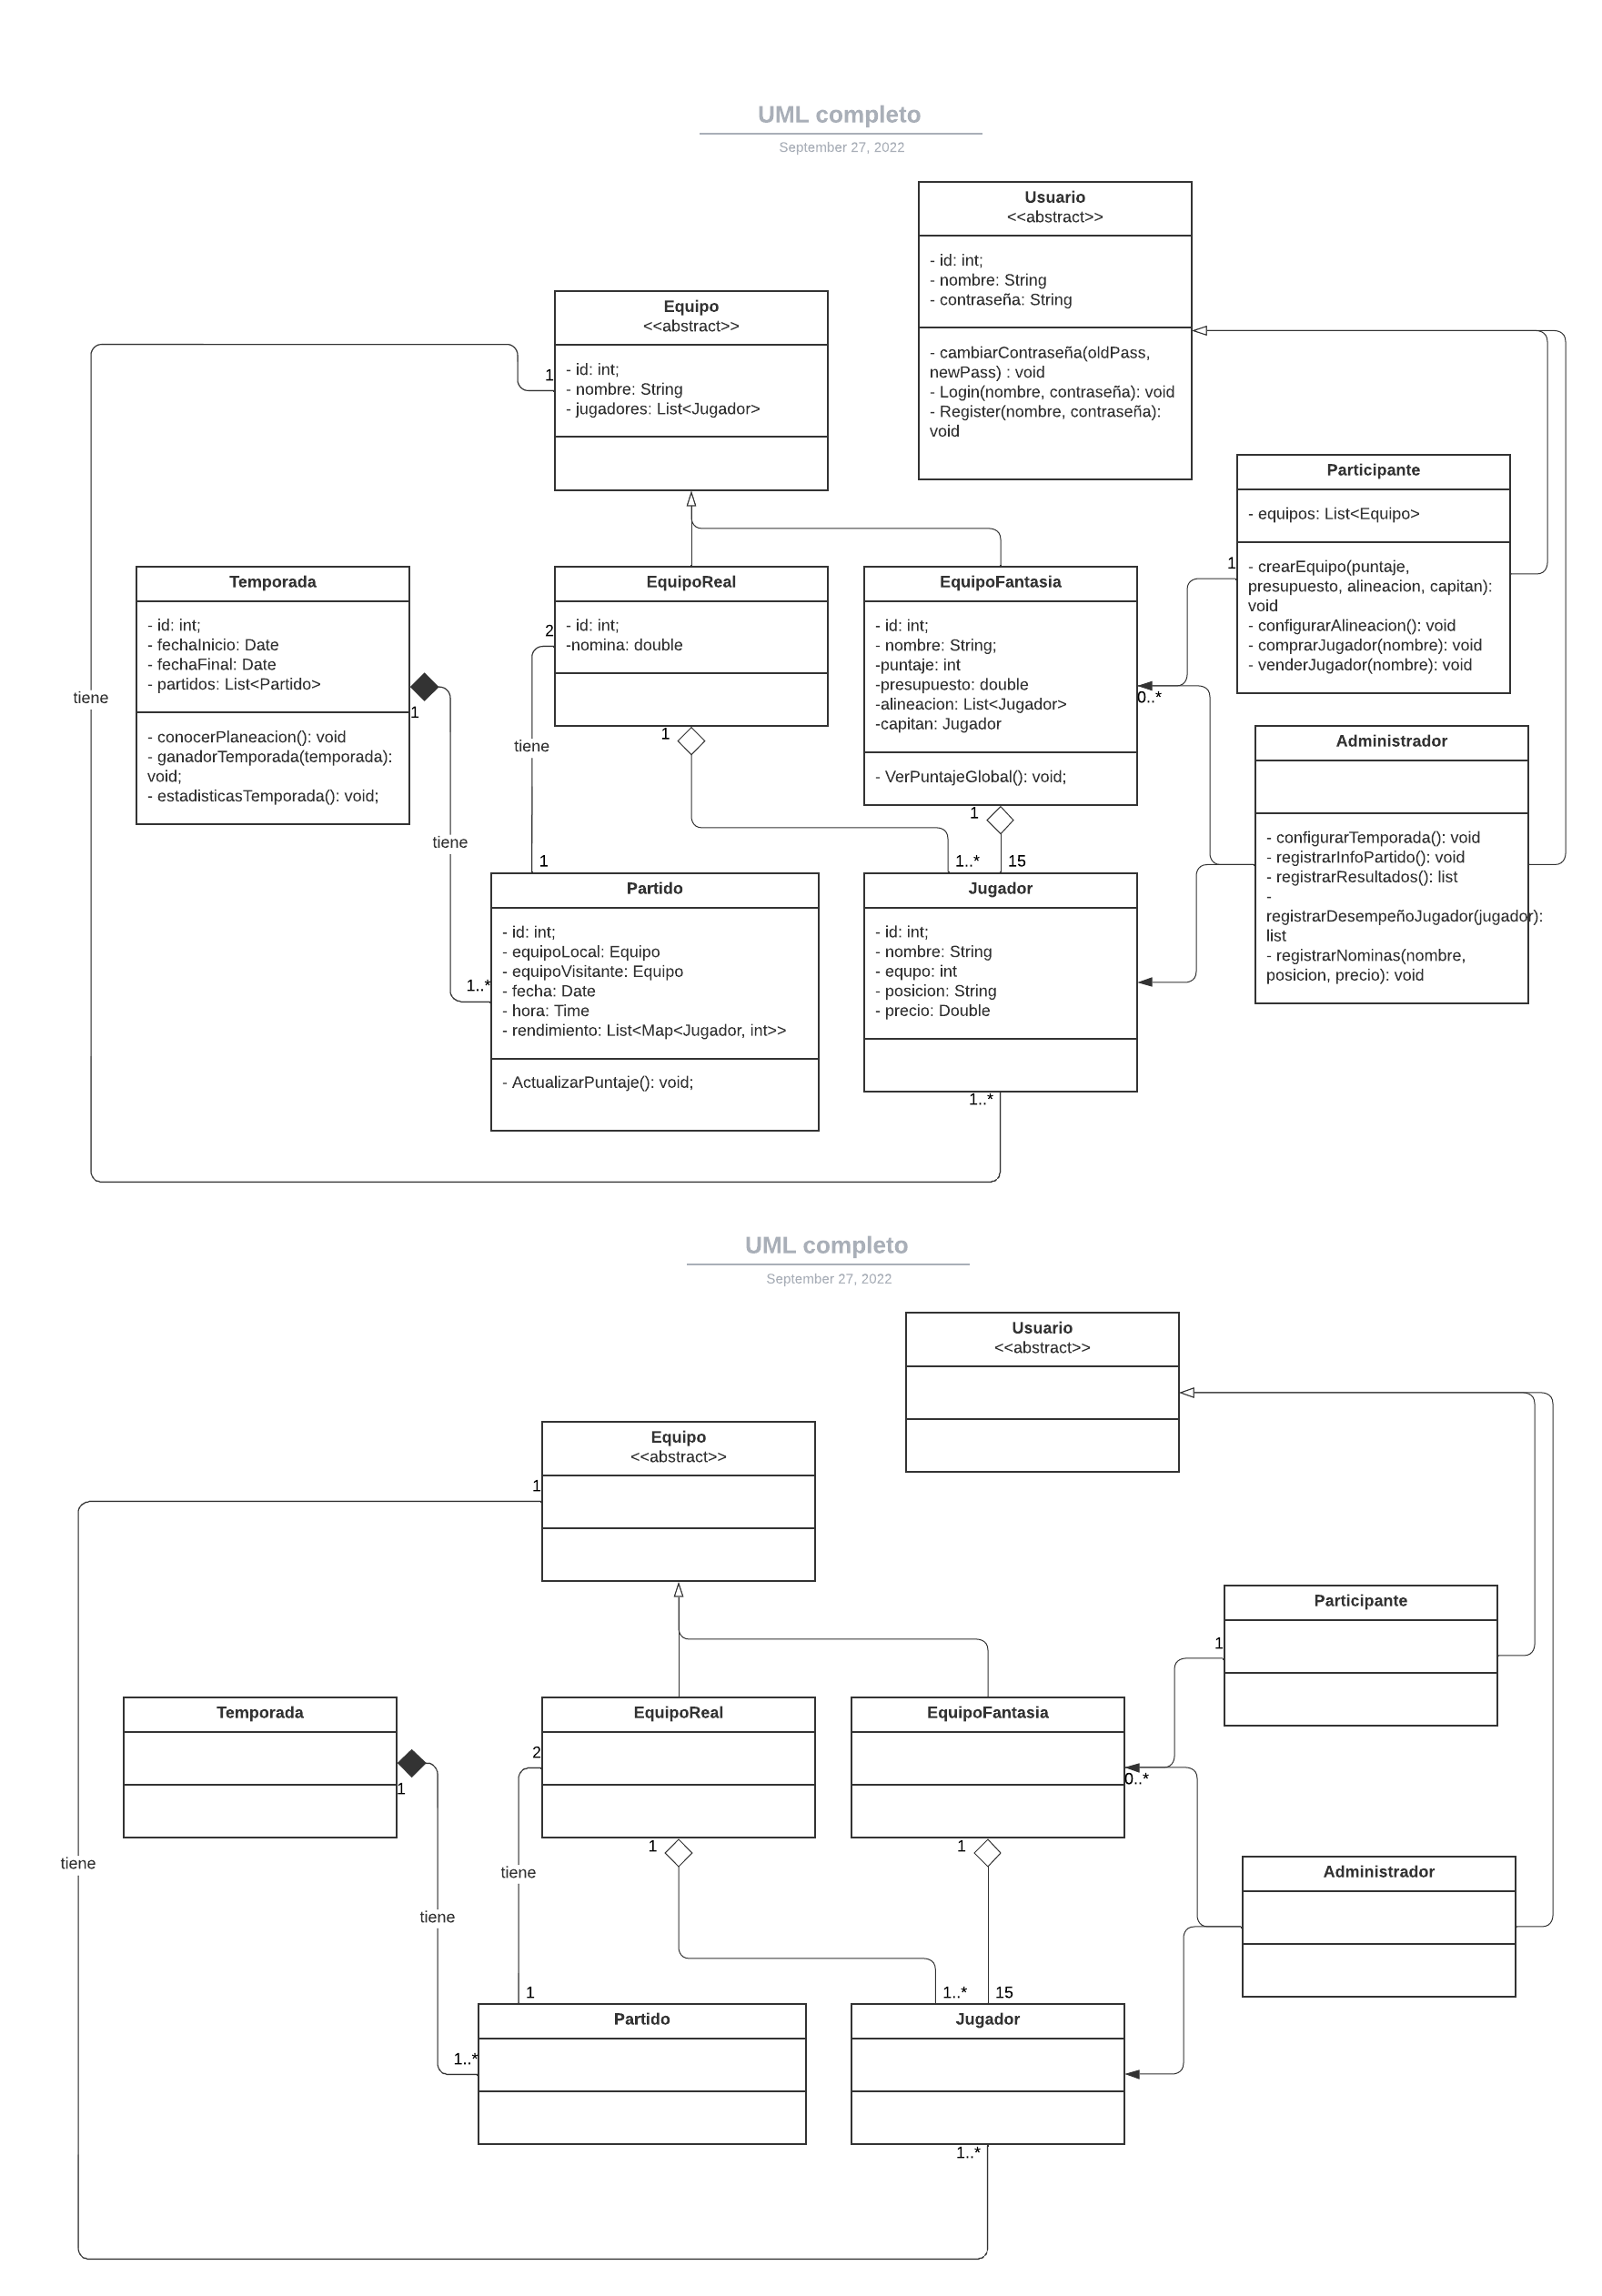 UML completo
September 27, 2022
Usuario
<<abstract>>
- id: int;
- nombre: String
- contraseña: String
- cambiarContraseña(oldPass,
newPass) : void
- Login(nombre, contraseña): void
- Register(nombre, contraseña):
void
Equipo
<<abstract>>
- id: int;
- nombre: String
- jugadores: List<Jugador>
1
Participante
- equipos: List<Equipo>
- crearEquipo(puntaje,
presupuesto, alineacion, capitan):
void
- configurarAlineacion(): void
- comprarJugador(nombre): void
- venderJugador(nombre): void
1
Temporada
- id: int;
- fechaInicio: Date
- fechaFinal: Date
- partidos: List<Partido>
- conocerPlaneacion(): void
- ganadorTemporada(temporada):
void;
- estadisticasTemporada(): void;
1
tiene
EquipoReal
- id: int;
-nomina: double
2
1
tiene
EquipoFantasia
- id: int;
- nombre: String;
-puntaje: int
-presupuesto: double
-alineacion: List<Jugador>
-capitan: Jugador
- VerPuntajeGlobal(): void;
0..*
1
Administrador
- configurarTemporada(): void
- registrarInfoPartido(): void
- registrarResultados(): list
-
registrarDesempeñoJugador(jugador):
list
- registrarNominas(nombre,
posicion, precio): void
tiene
1
1..*
15
Partido
- id: int;
- equipoLocal: Equipo
- equipoVisitante: Equipo
- fecha: Date
- hora: Time
- rendimiento: List<Map<Jugador, int>>
- ActualizarPuntaje(): void;
1..*
Jugador
- id: int;
- nombre: String
- equpo: int
- posicion: String
- precio: Double
1..*
UML completo
September 27, 2022
Usuario
<<abstract>>
Equipo
<<abstract>>
1
Participante
1
Temporada
1
EquipoReal
2
1
EquipoFantasia
0..*
1
tiene
tiene
tiene
Administrador
1
1..*
15
Partido
1..*
Jugador
1..*